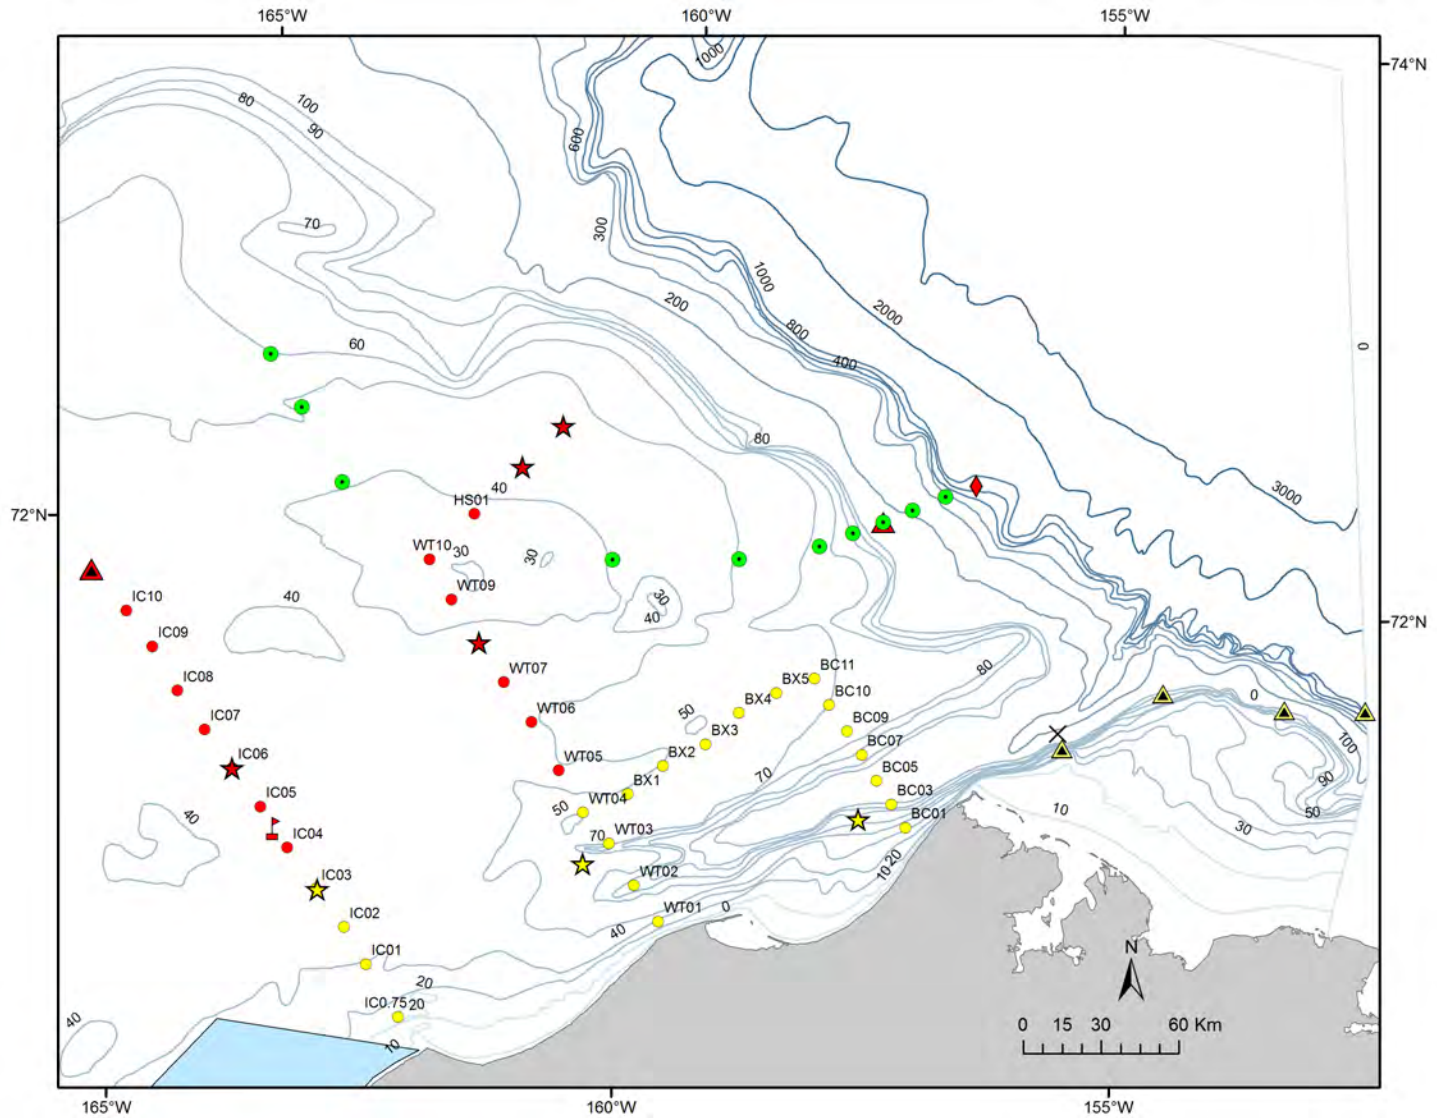 165°W 160°W 155°W
74°N
1000
80 100
90
600
70
300
1000
200
2000
800
60
400
0
80
3000
40
HS01
72°N
WT10 30 30
WT09
30
40
40
72°N
IC10
IC09
80
BC11
BX5
WT07
IC08
BC10
BX4
0
50
WT06
BC09
IC07
BX3
100
BC07
IC06
BX2
WT05
70
90
BC05
BX1
IC05
WT04
BC03
50
50
10
40
BC01
30
IC04
WT03
70
20
10
IC03
WT02
0
WT01
IC02
40
IC01
N
20
IC0.75 20
40
0 15 30 60 Km
10
165°W 160°W 155°W